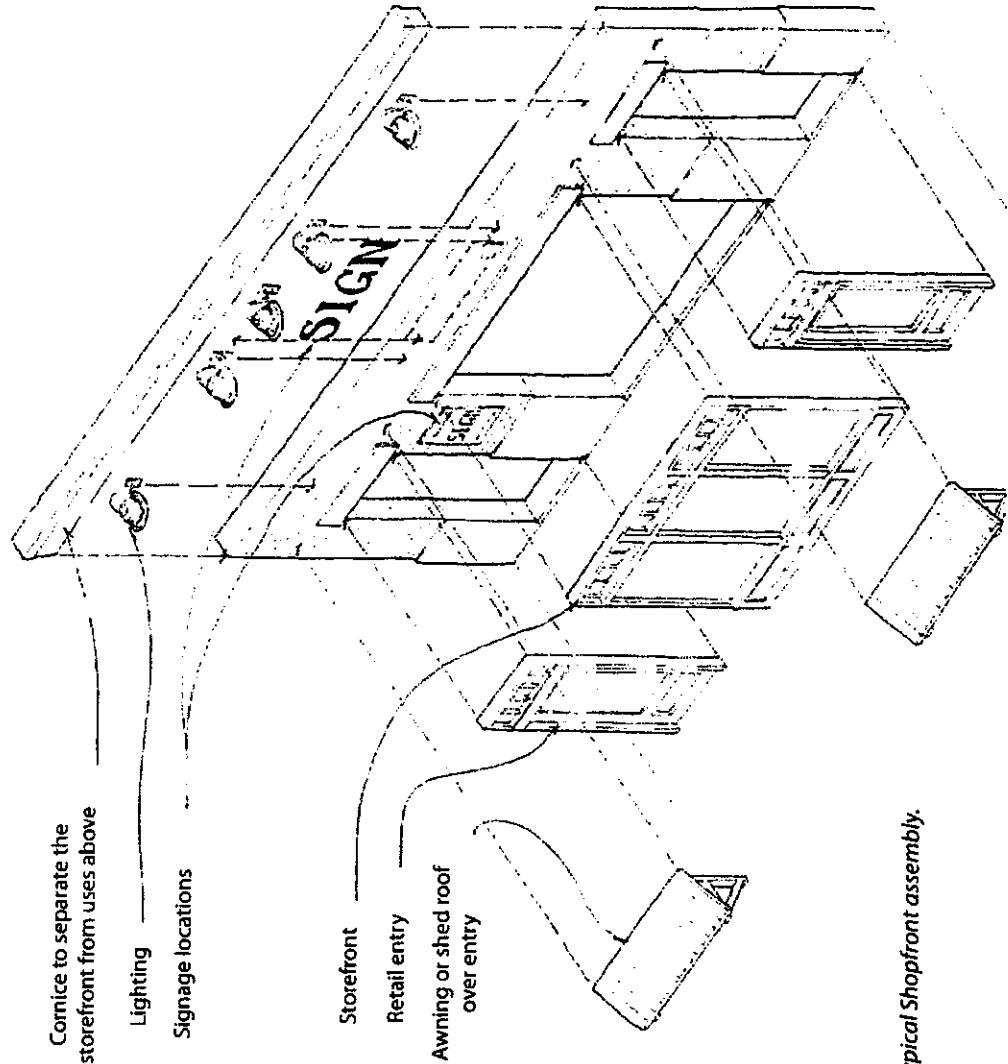 Cornice to separate the
storefront from uses above
Lighting
Signage locations
SIGN
SIGN
Storefront
Retail entry
Awning or shed roof
over entry
pical Shopfront assembly.